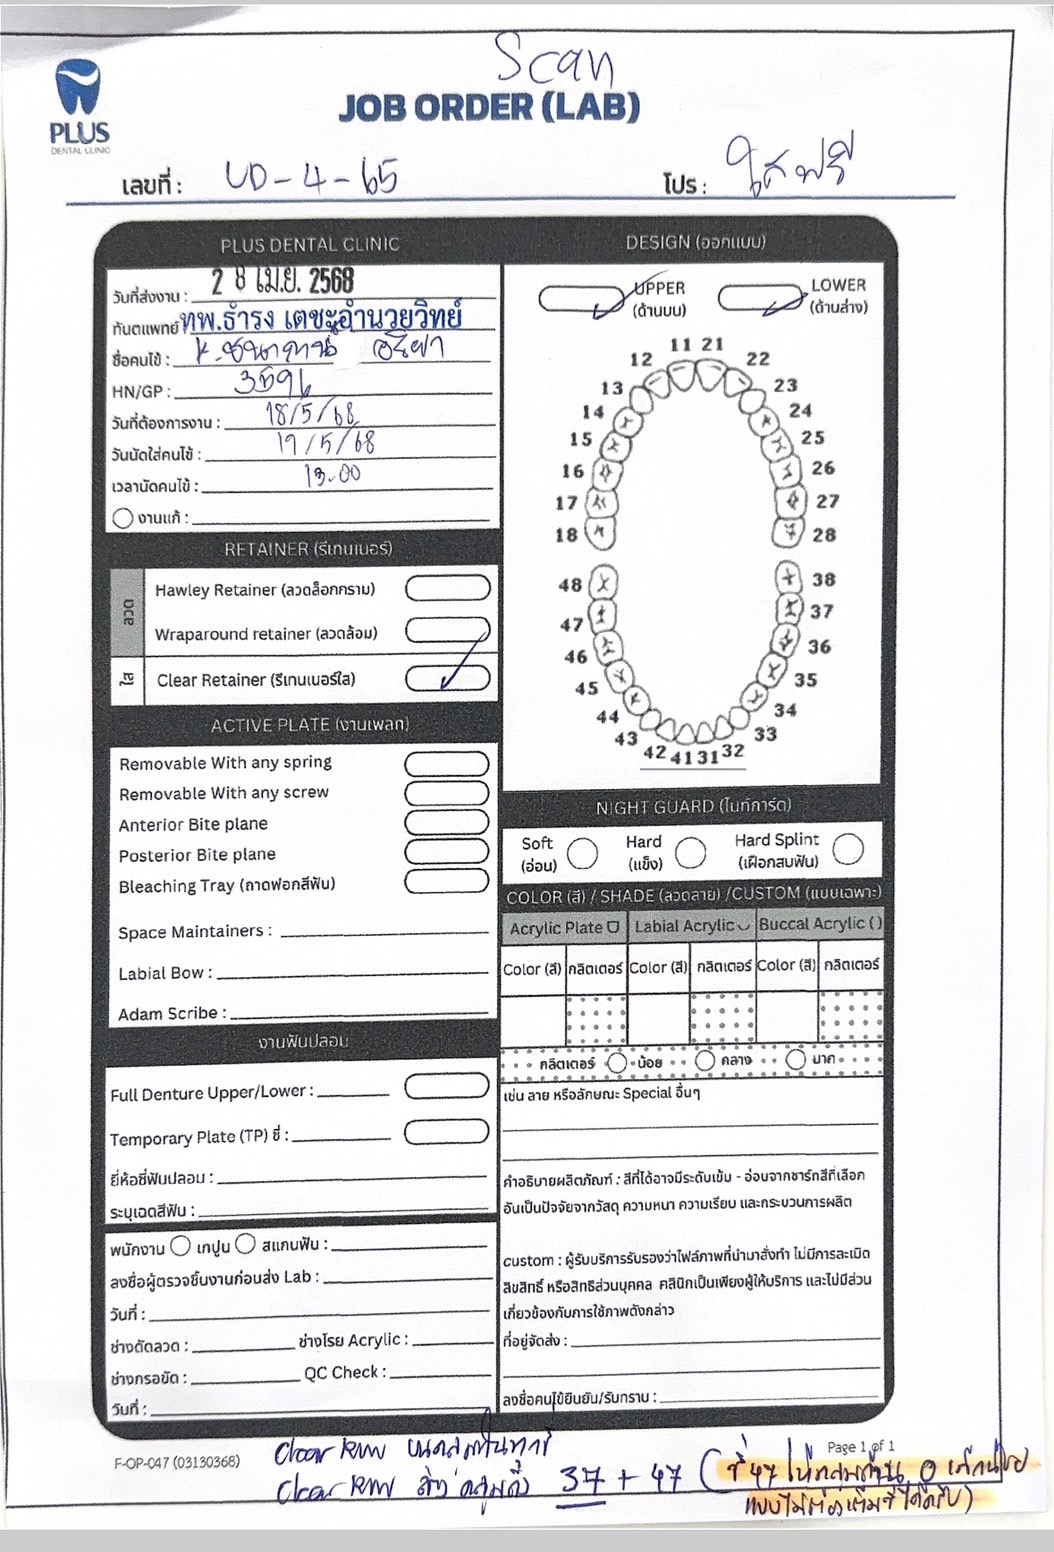 Scan
JOB ORDER (LAB)
PLUS
DENTAL CLINIC
เลขที่ : UD-4-65
โปร : ใสฟรี
PLUS DENTAL CLINIC
วันที่ส่งงาน : 28 เม.ย. 2568
ทันตแพทย์ ทพ.ธำรง เตชะอำนวยวิทย์
ชื่อคนไข้ :
HN/GP : 3596
วันที่ต้องการงาน : 18/5/68
วันนัดใส่คนไข้ : 19/5/68
เวลานัดคนไข้ : 13.00
งานแก้ :
RETAINER (รีเทนเนอร์)
ลวด
Hawley Retainer (ลวดล็อกกราม)
Wraparound retainer (ลวดล้อม)
ใส
Clear Retainer (รีเทนเนอร์ใส)
ACTIVE PLATE (งานเพลท)
Removable With any spring
Removable With any screw
Anterior Bite plane
Posterior Bite plane
Bleaching Tray (ถาดฟอกสีฟัน)
Space Maintainers :
Labial Bow :
Adam Scribe :
งานฟันปลอม
Full Denture Upper/Lower :
Temporary Plate (TP) ซี่ :
ยี่ห้อซี่ฟันปลอม :
ระบุเฉดสีฟัน :
พนักงาน เทปูน สแกนฟัน :
ลงชื่อผู้ตรวจชิ้นงานก่อนส่ง Lab :
วันที่ :
ช่างดัดลวด : ช่างโรย Acrylic :
ช่างกรอขัด : QC Check :
วันที่ :
DESIGN (ออกแบบ)
UPPER LOWER
(ด้านบน) (ด้านล่าง)
11 21
12 22
13 23
14 24
15 25
16 26
17 27
18 28
48 38
47 37
46 36
45 35
44 34
43 33
42 41 31 32
NIGHT GUARD (ไนท์การ์ด)
Soft Hard Hard Splint
(อ่อน) (แข็ง) (เฝือกสบฟัน)
COLOR (สี) / SHADE (ลวดลาย) /CUSTOM (แบบเฉพาะ)
Acrylic Plate Labial Acrylic Buccal Acrylic ( )
Color (สี) กลิตเตอร์ Color (สี) กลิตเตอร์ Color (สี) กลิตเตอร์
กลิตเตอร์ น้อย กลาง มาก
เช่น ลาย หรือลักษณะ Special อื่นๆ
คำอธิบายผลิตภัณฑ์ : สีที่ได้อาจมีระดับเข้ม - อ่อนจากชาร์ทสีที่เลือก
อันเป็นปัจจัยจากวัสดุ ความหนา ความเรียบ และกระบวนการผลิต
custom : ผู้รับบริการรับรองว่าไฟล์ภาพที่นำมาสั่งทำ ไม่มีการละเมิด
ลิขสิทธิ์ หรือสิทธิส่วนบุคคล คลินิกเป็นเพียงผู้ให้บริการ และไม่มีส่วน
เกี่ยวข้องกับการใช้ภาพดังกล่าว
ที่อยู่จัดส่ง :
ลงชื่อคนไข้ยืนยัน/รับทราบ :
F-OP-047 (03130368)
Page 1 of 1
Clear
Clear 37 + 47 ( ซี่ 47
แบบไม่ต้องเต็มซี่ได้ครับ)